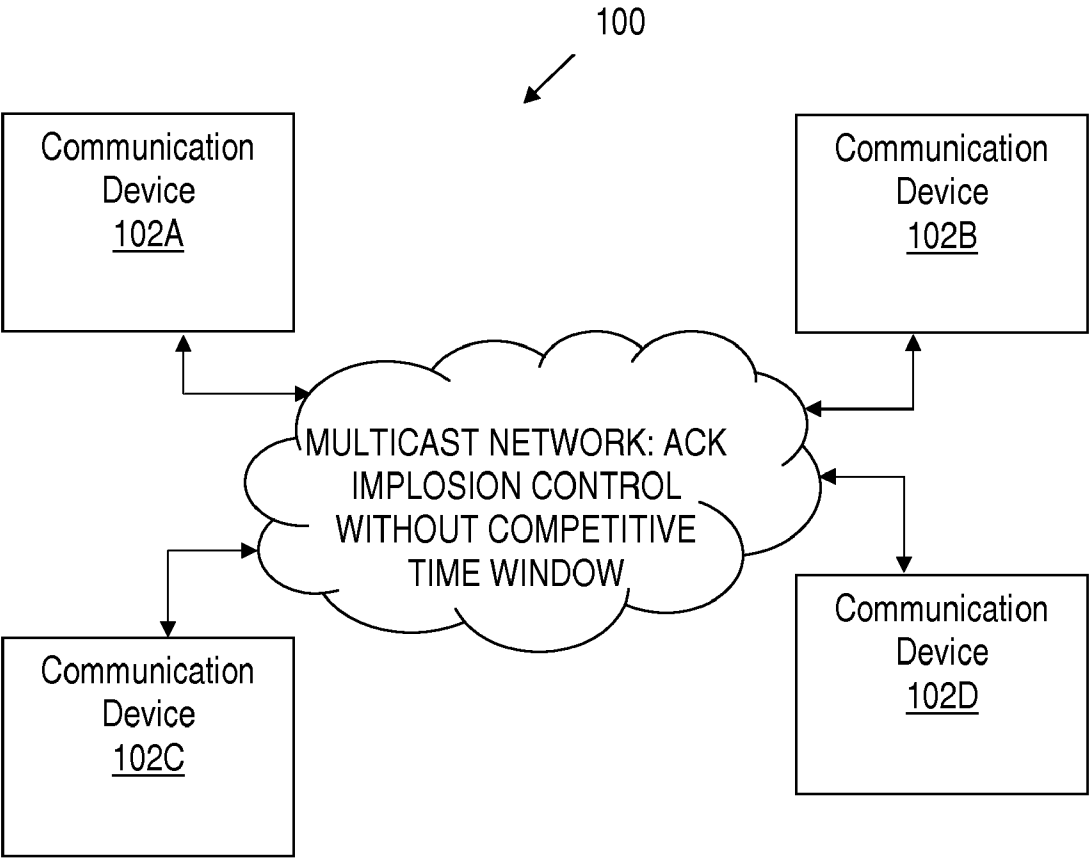 100
Communication
Device
102A
Communication
Device
102B
MULTICAST NETWORK: ACK
IMPLOSION CONTROL
WITHOUT COMPETITIVE
TIME WINDOW
Communication
Device
102C
Communication
Device
102D